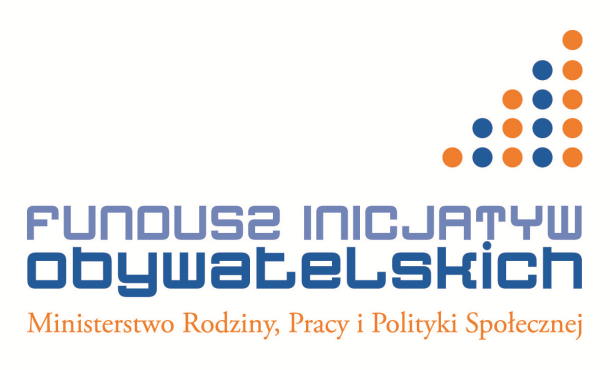 FUNDUSZ INICJATYW
obywatelskich
Ministerstwo Rodziny, Pracy i Polityki Społecznej